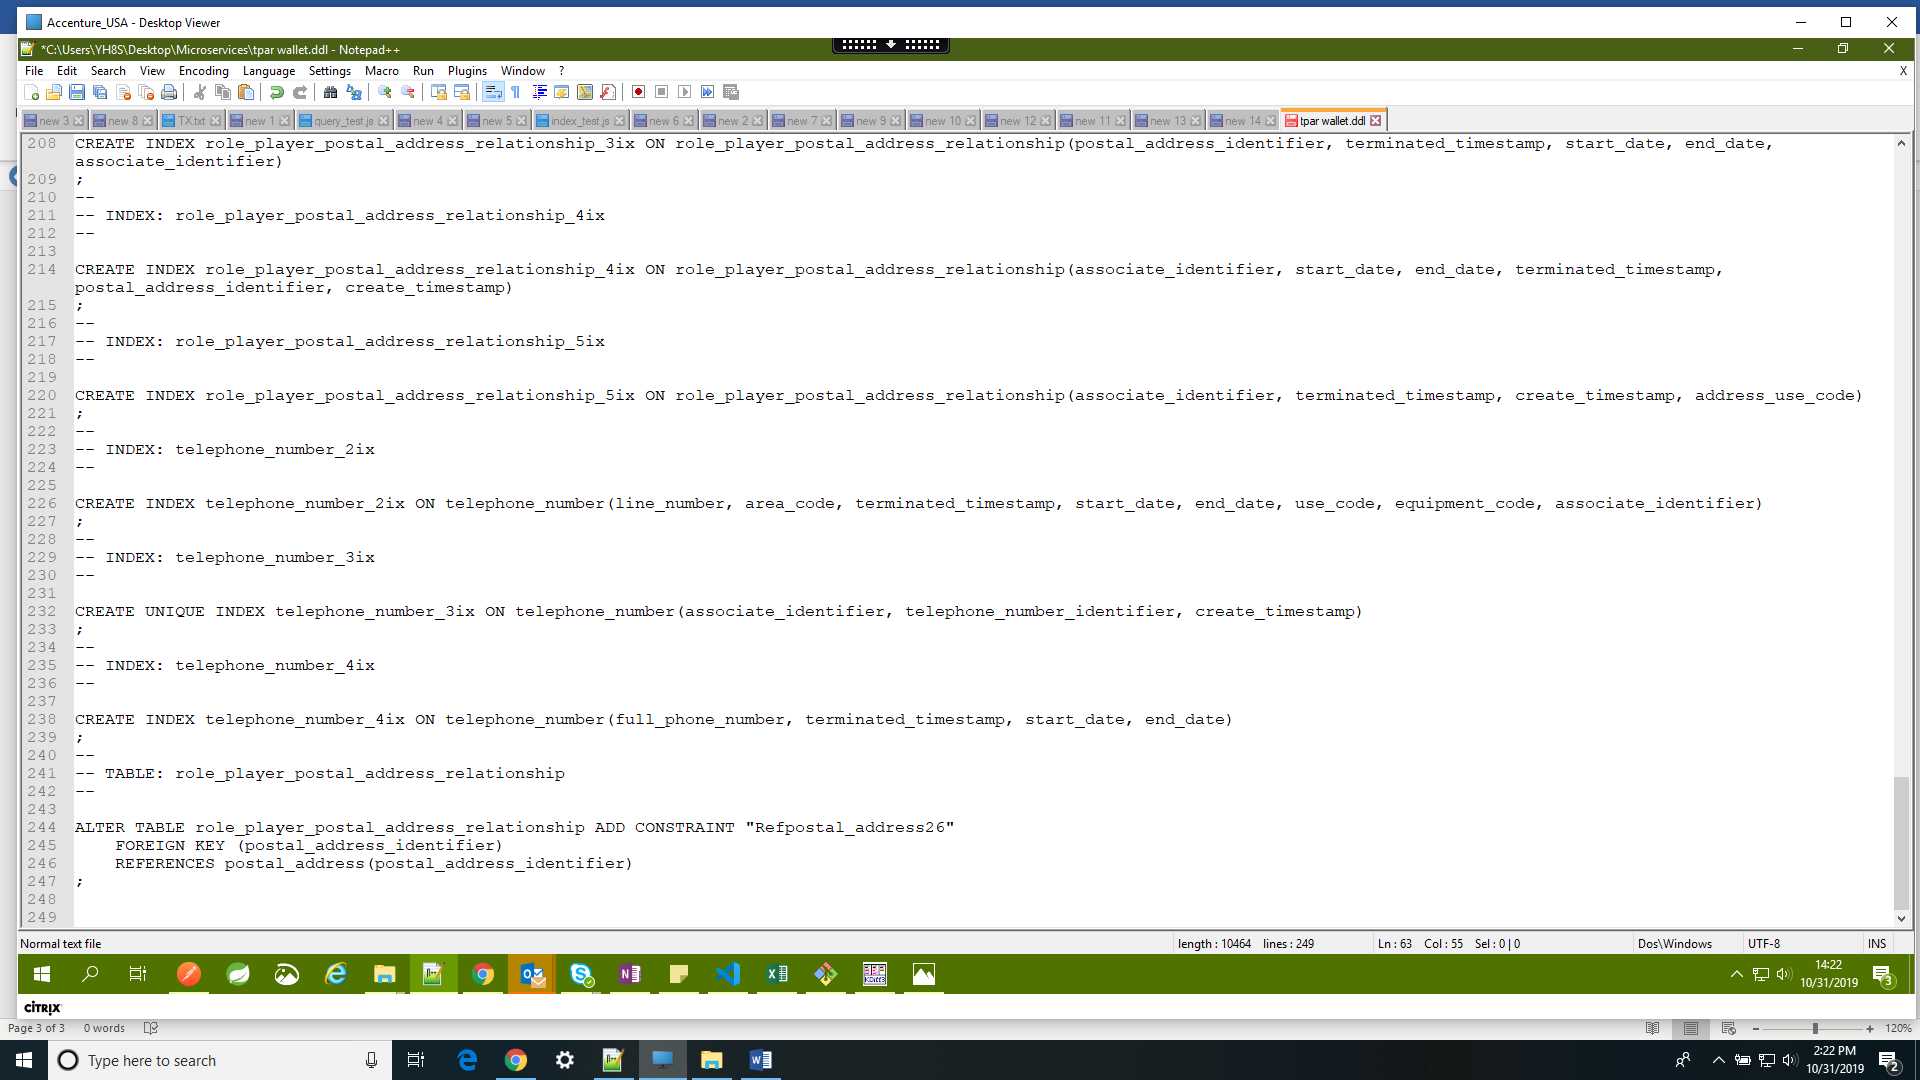 Accenture_USA - Desktop Viewer
*C:\Users\YH8S\Desktop\Microservices\tpar wallet.ddl - Notepad++
File Edit Search View Encoding Language Settings Macro Run Plugins Window ? X
new 3 new 8 TX.txt new 1 query_test.js new 4 new 5 index_test.js new 6 new 2 new 7 new 9 new 10 new 12 new 11 new 13 new 14 tpar wallet.ddl
208 CREATE INDEX role_player_postal_address_relationship_3ix ON role_player_postal_address_relationship(postal_address_identifier, terminated_timestamp, start_date, end_date,
associate_identifier)
209 ;
210 --
211 -- INDEX: role_player_postal_address_relationship_4ix
212 --
213
214 CREATE INDEX role_player_postal_address_relationship_4ix ON role_player_postal_address_relationship(associate_identifier, start_date, end_date, terminated_timestamp,
postal_address_identifier, create_timestamp)
215 ;
216 --
217 -- INDEX: role_player_postal_address_relationship_5ix
218 --
219
220 CREATE INDEX role_player_postal_address_relationship_5ix ON role_player_postal_address_relationship(associate_identifier, terminated_timestamp, create_timestamp, address_use_code)
221 ;
222 --
223 -- INDEX: telephone_number_2ix
224 --
225
226 CREATE INDEX telephone_number_2ix ON telephone_number(line_number, area_code, terminated_timestamp, start_date, end_date, use_code, equipment_code, associate_identifier)
227 ;
228 --
229 -- INDEX: telephone_number_3ix
230 --
231
232 CREATE UNIQUE INDEX telephone_number_3ix ON telephone_number(associate_identifier, telephone_number_identifier, create_timestamp)
233 ;
234 --
235 -- INDEX: telephone_number_4ix
236 --
237
238 CREATE INDEX telephone_number_4ix ON telephone_number(full_phone_number, terminated_timestamp, start_date, end_date)
239 ;
240 --
241 -- TABLE: role_player_postal_address_relationship
242 --
243
244 ALTER TABLE role_player_postal_address_relationship ADD CONSTRAINT "Refpostal_address26"
245 FOREIGN KEY (postal_address_identifier)
246 REFERENCES postal_address(postal_address_identifier)
247 ;
248
249
Normal text file length : 10464 lines : 249 Ln : 63 Col : 55 Sel : 0 | 0 Dos\Windows UTF-8 INS
14:22
10/31/2019
3
CITRIX
Page 3 of 3 0 words 120%
Type here to search
2:22 PM
10/31/2019
2